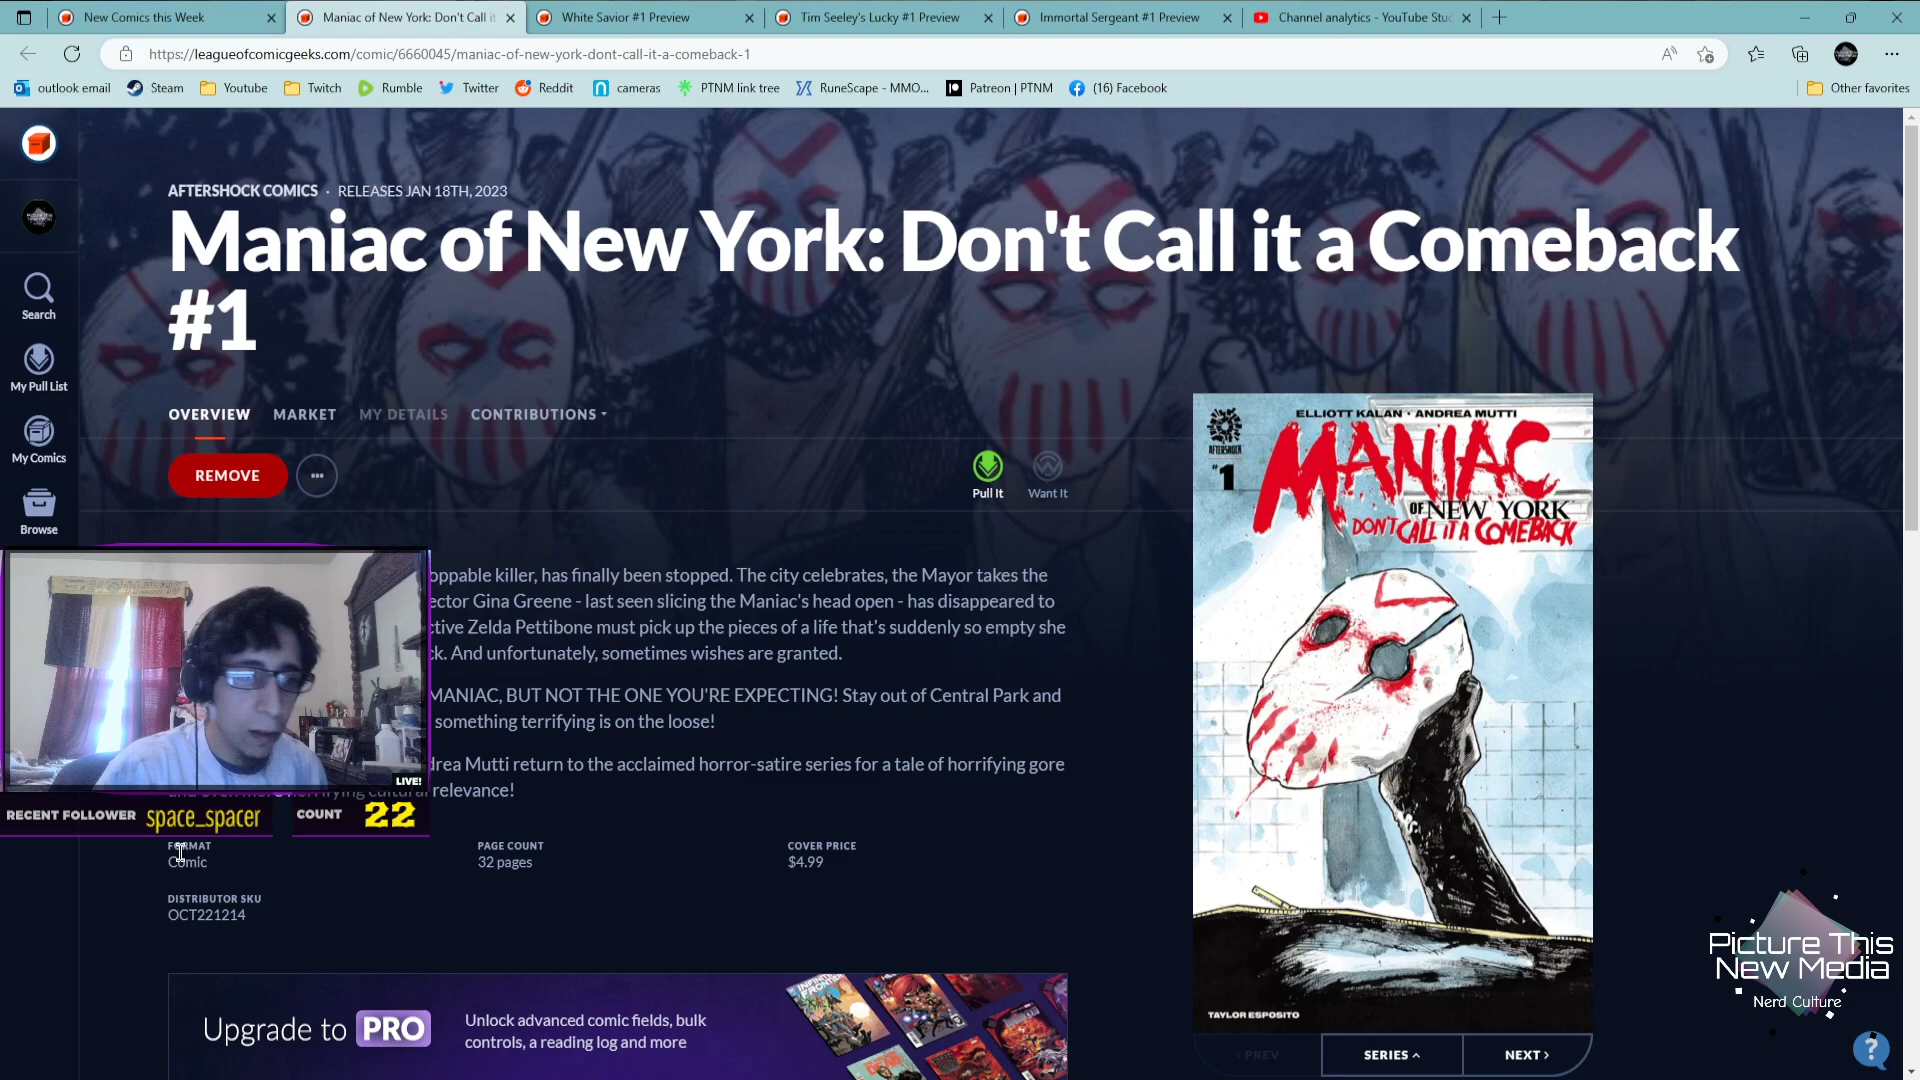 New Comics this Week
Maniac of New York: Don't Call it
White Savior #1 Preview
Tim Seeley's Lucky #1 Preview
Immortal Sergeant #1 Preview
Channel analytics - YouTube Stu
https://leagueofcomicgeeks.com/comic/6660045/maniac-of-new-york-dont-call-it-a-comeback-1
outlook email
Steam
Youtube
Twitch
Rumble
Twitter
Reddit
cameras
PTNM link tree
RuneScape - MMO...
Patreon | PTNM
(16) Facebook
Other favorites
AFTERSHOCK COMICS · RELEASES JAN 18TH, 2023
Maniac of New York: Don't Call it a Comeback
#1
Search
My Pull List
My Comics
Browse
OVERVIEW
MARKET
MY DETAILS
CONTRIBUTIONS
REMOVE
Pull It
Want It
oppable killer, has finally been stopped. The city celebrates, the Mayor takes the
ector Gina Greene - last seen slicing the Maniac's head open - has disappeared to
ctive Zelda Pettibone must pick up the pieces of a life that's suddenly so empty she
ck. And unfortunately, sometimes wishes are granted.
MANIAC, BUT NOT THE ONE YOU'RE EXPECTING! Stay out of Central Park and
something terrifying is on the loose!
drea Mutti return to the acclaimed horror-satire series for a tale of horrifying gore
relevance!
LIVE!
RECENT FOLLOWER space_spacer
COUNT 22
FORMAT
Comic
PAGE COUNT
32 pages
COVER PRICE
$4.99
DISTRIBUTOR SKU
OCT221214
Upgrade to PRO
Unlock advanced comic fields, bulk
controls, a reading log and more
ELLIOTT KALAN · ANDREA MUTTI
AFTERSHOCK
#1
MANIAC
OF NEW YORK
DON'T CALL IT A COMEBACK
TAYLOR ESPOSITO
< PREV
SERIES
NEXT >
Picture This
New Media
Nerd Culture
?